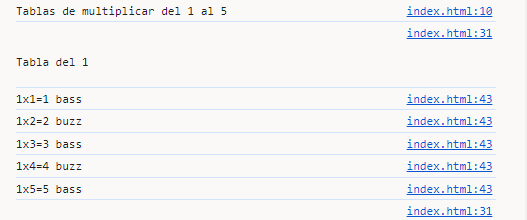 Tablas de multiplicar del 1 al 5 index.html:10
index.html:31
Tabla del 1
1x1=1 bass index.html:43
1x2=2 buzz index.html:43
1x3=3 bass index.html:43
1x4=4 buzz index.html:43
1x5=5 bass index.html:43
index.html:31